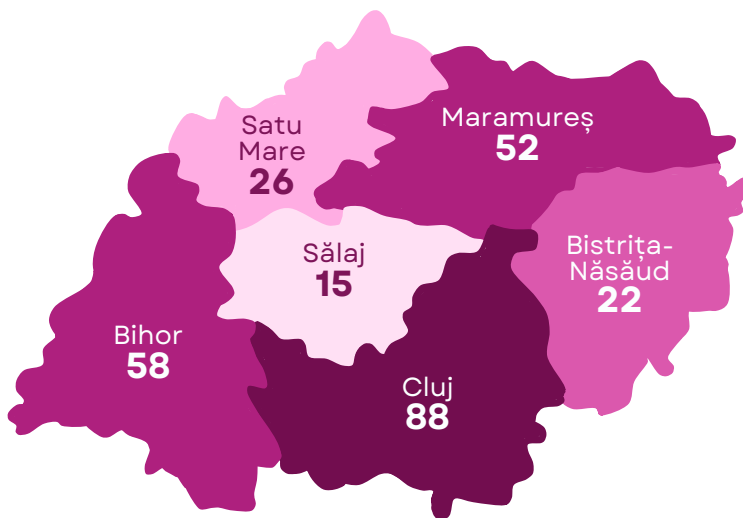 Satu
Mare
26
Maramureș
52
Sălaj
15
Bistrița-
Năsăud
22
Bihor
58
Cluj
88